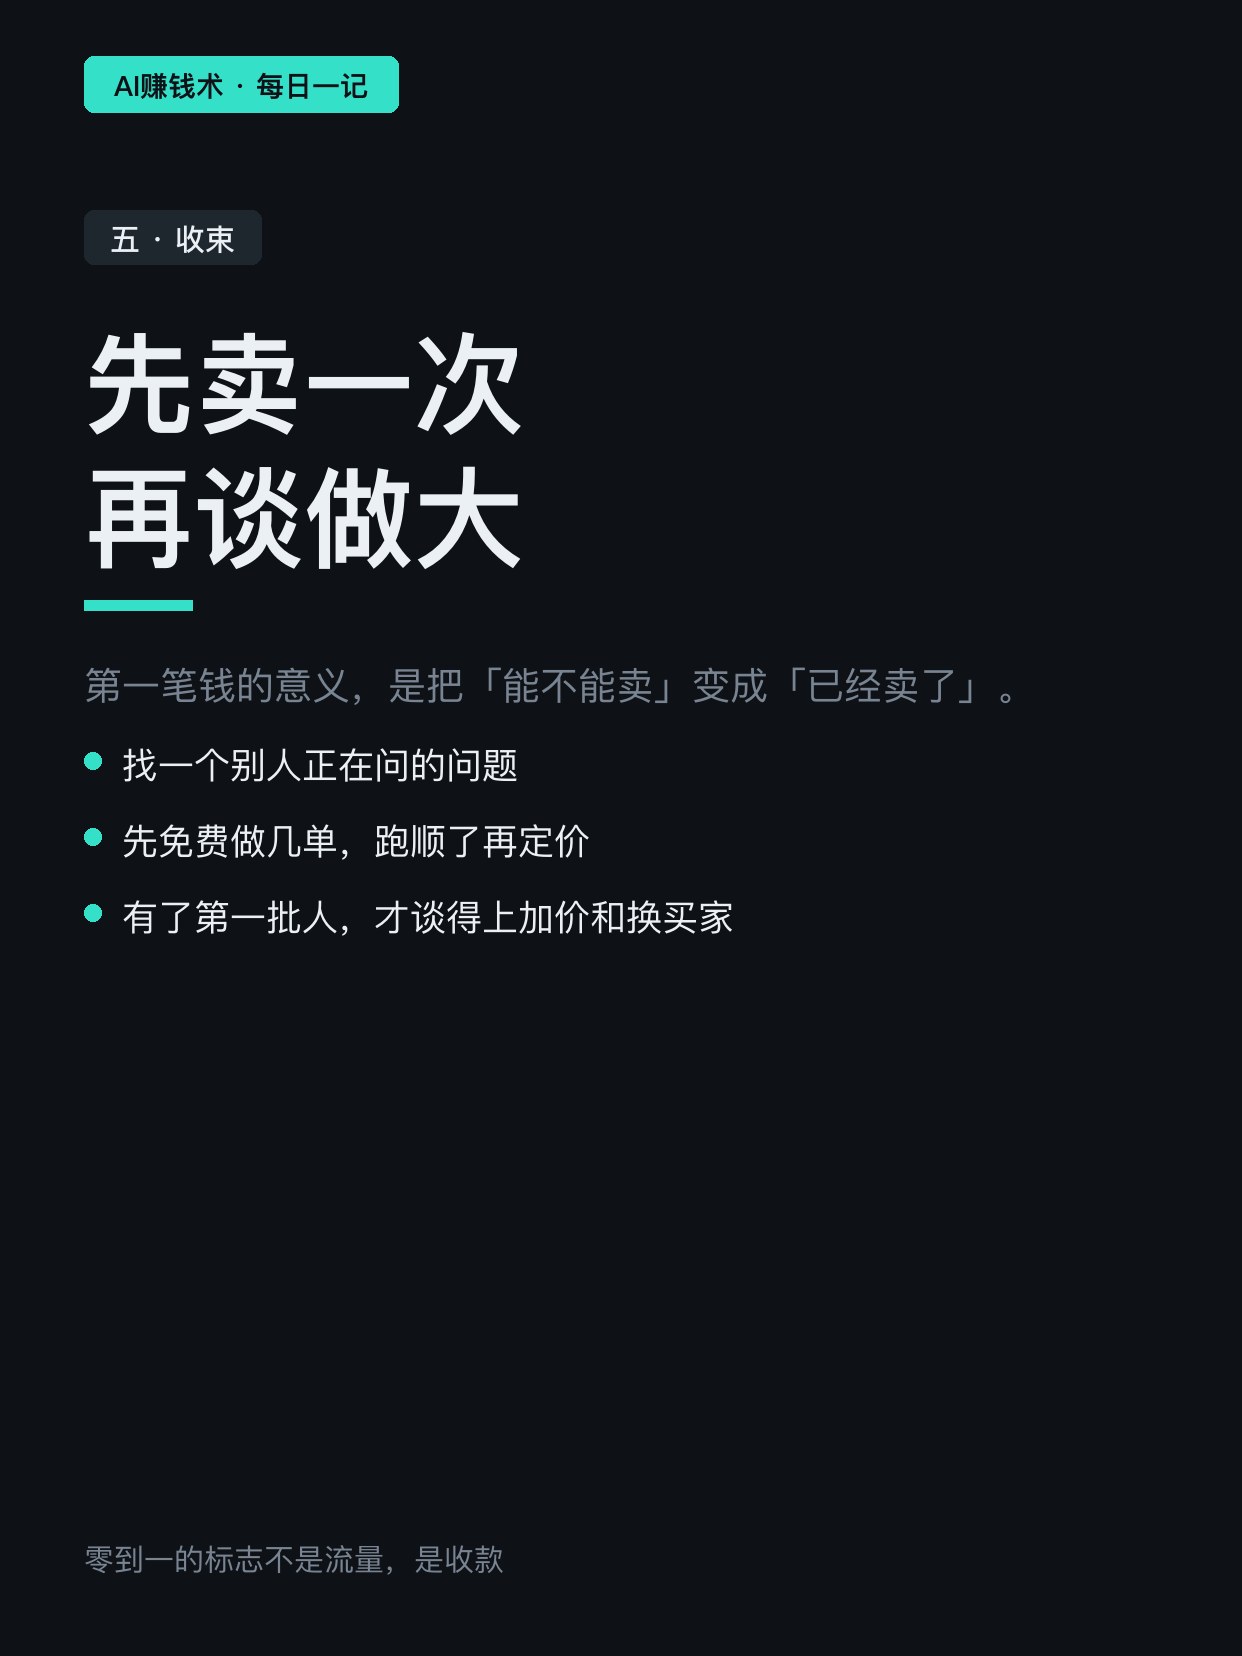 AI赚钱术 · 每日一记
五 · 收束
先卖一次
再谈做大
第一笔钱的意义，是把「能不能卖」变成「已经卖了」。
找一个别人正在问的问题
先免费做几单，跑顺了再定价
有了第一批人，才谈得上加价和换买家
零到一的标志不是流量，是收款